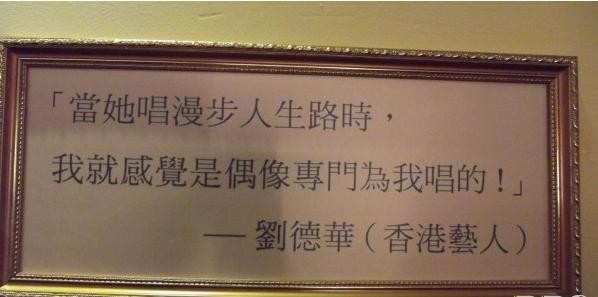 「當她唱漫步人生路時，
我就感覺是偶像專門為我唱的！」
—劉德華（香港藝人）